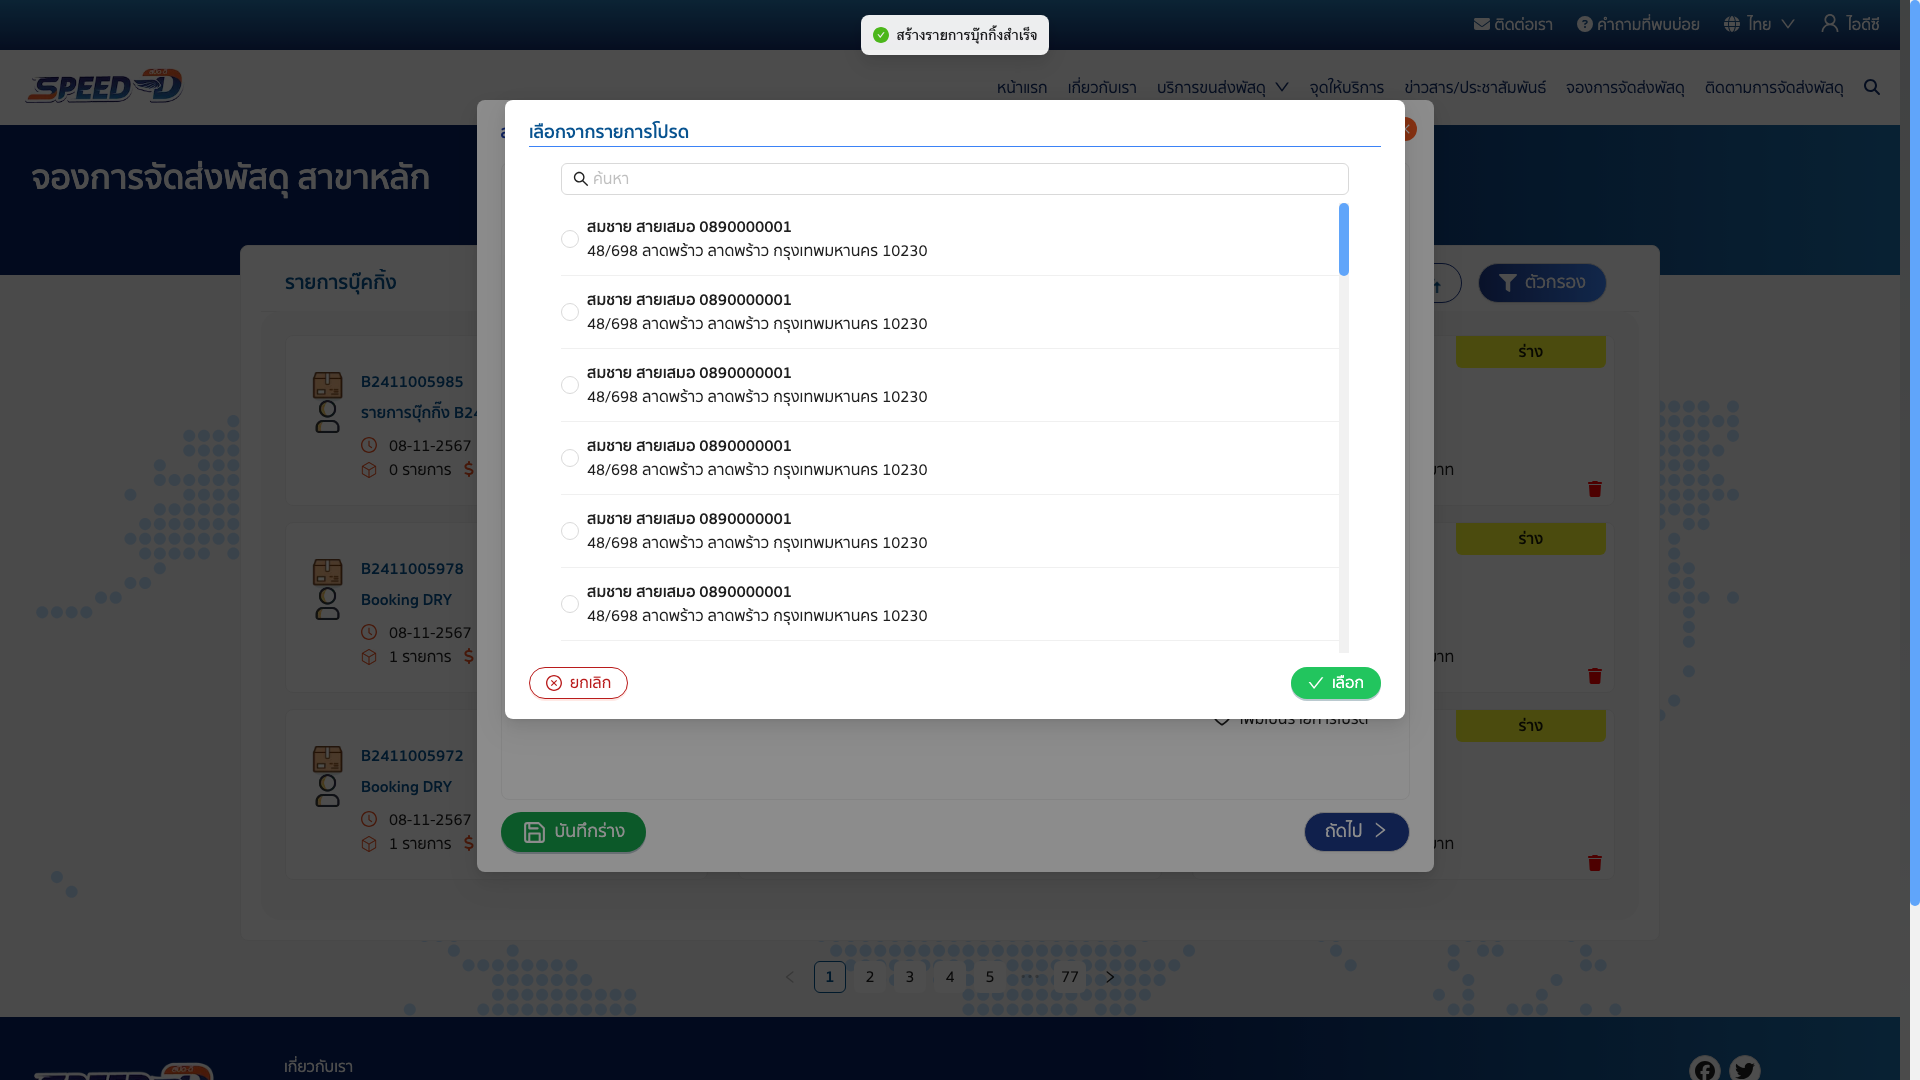 ติดต่อเรา
คำถามที่พบบ่อย
ไทย
ไอดีซี
สร้างรายการบุ๊กกิ้งสำเร็จ
SPEED-D
หน้าแรก
เกี่ยวกับเรา
บริการขนส่งพัสดุ
จุดให้บริการ
ข่าวสาร/ประชาสัมพันธ์
จองการจัดส่งพัสดุ
ติดตามการจัดส่งพัสดุ
จองการจัดส่งพัสดุ สาขาหลัก
เลือกจากรายการโปรด
ค้นหา
สมชาย สายเสมอ 0890000001
48/698 ลาดพร้าว ลาดพร้าว กรุงเทพมหานคร 10230
สมชาย สายเสมอ 0890000001
48/698 ลาดพร้าว ลาดพร้าว กรุงเทพมหานคร 10230
สมชาย สายเสมอ 0890000001
48/698 ลาดพร้าว ลาดพร้าว กรุงเทพมหานคร 10230
สมชาย สายเสมอ 0890000001
48/698 ลาดพร้าว ลาดพร้าว กรุงเทพมหานคร 10230
สมชาย สายเสมอ 0890000001
48/698 ลาดพร้าว ลาดพร้าว กรุงเทพมหานคร 10230
สมชาย สายเสมอ 0890000001
48/698 ลาดพร้าว ลาดพร้าว กรุงเทพมหานคร 10230
ยกเลิก
เลือก
เพิ่มเป็นรายการโปรด
บันทึกร่าง
ถัดไป
รายการบุ๊คกิ้ง
ตัวกรอง
B2411005985
รายการบุ๊กกิ้ง B24
08-11-2567
0 รายการ
บาท
ร่าง
B2411005978
Booking DRY
08-11-2567
1 รายการ
บาท
ร่าง
B2411005972
Booking DRY
08-11-2567
1 รายการ
บาท
ร่าง
1 2 3 4 5 ••• 77
เกี่ยวกับเรา